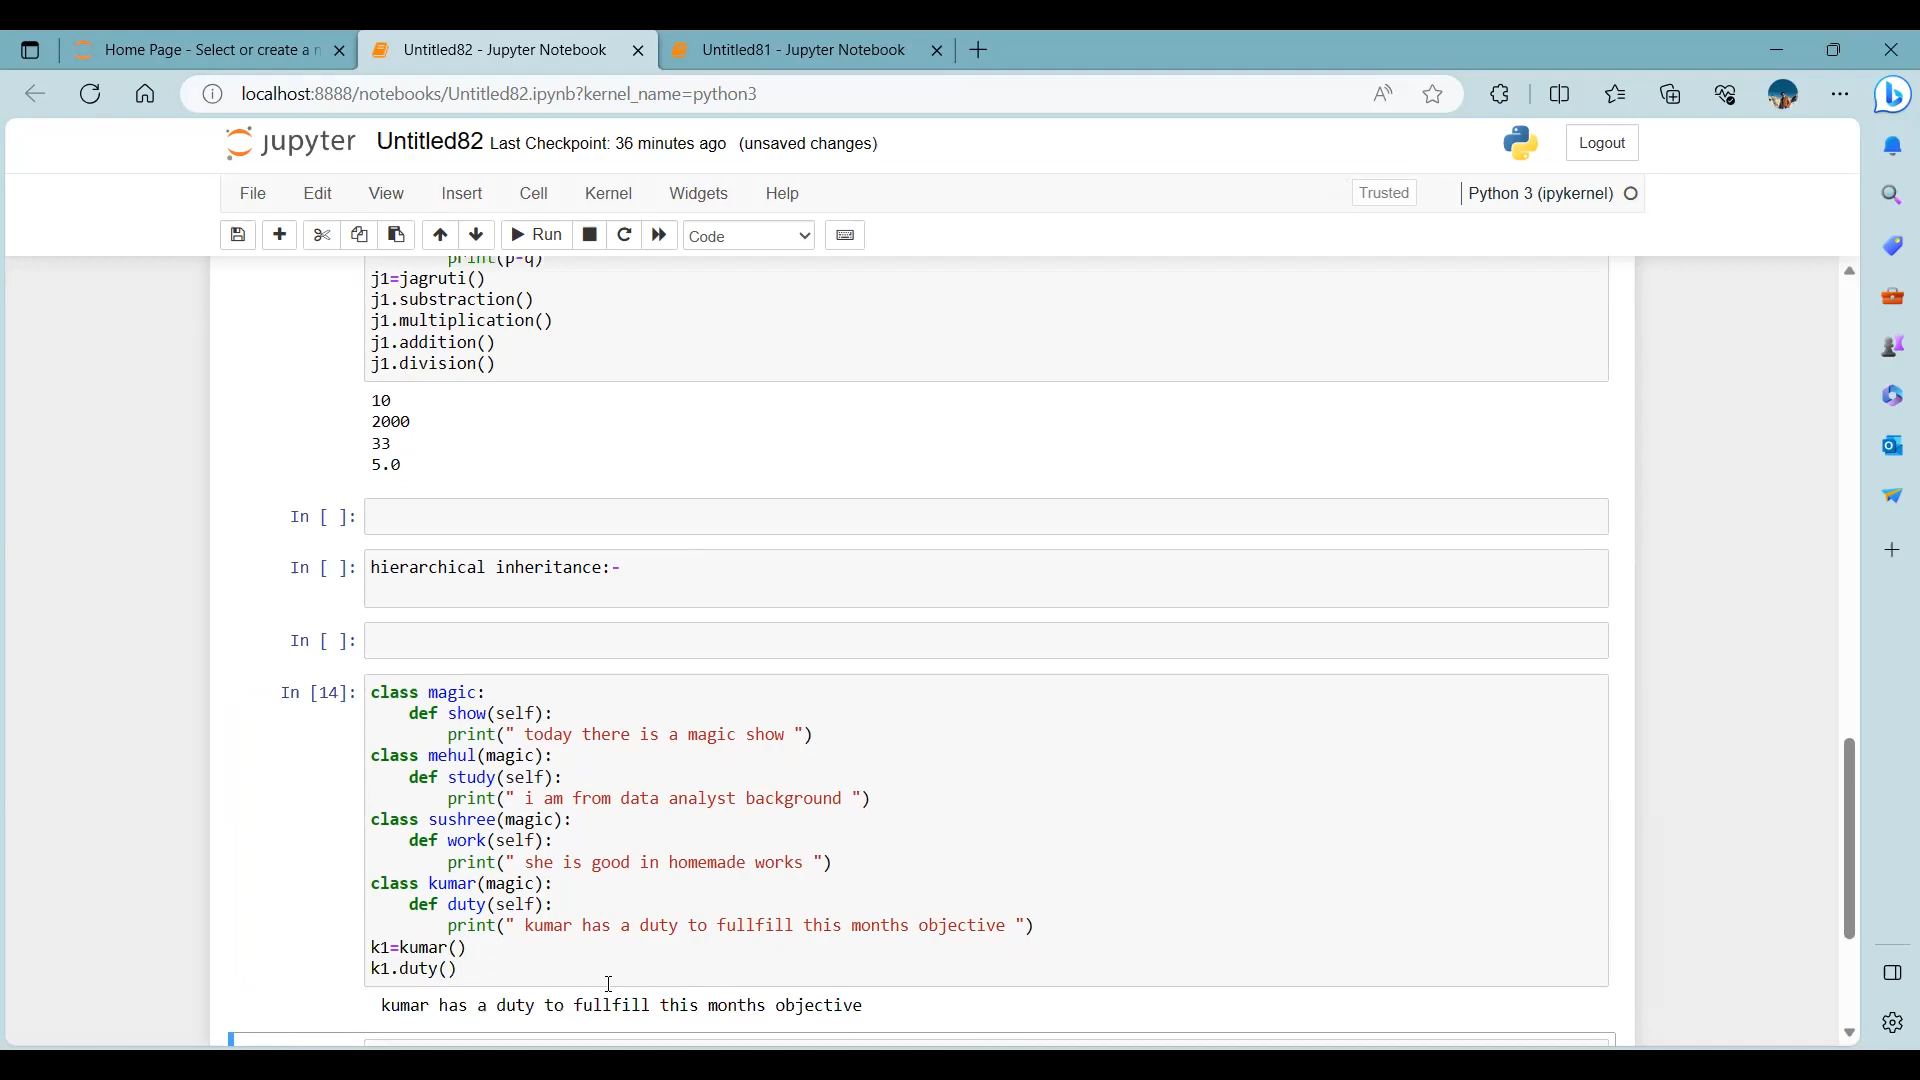 Home Page - Select or create a n
Untitled82 - Jupyter Notebook
Untitled81 - Jupyter Notebook
localhost:8888/notebooks/Untitled82.ipynb?kernel_name=python3
jupyter Untitled82 Last Checkpoint: 36 minutes ago (unsaved changes)
Logout
File Edit View Insert Cell Kernel Widgets Help
Trusted
Python 3 (ipykernel)
Run
Code
print(p-q)
j1=jagruti()
j1.substraction()
j1.multiplication()
j1.addition()
j1.division()
10
2000
33
5.0
In [ ]:
In [ ]: hierarchical inheritance:-
In [ ]:
In [14]: class magic:
def show(self):
print(" today there is a magic show ")
class mehul(magic):
def study(self):
print(" i am from data analyst background ")
class sushree(magic):
def work(self):
print(" she is good in homemade works ")
class kumar(magic):
def duty(self):
print(" kumar has a duty to fullfill this months objective ")
k1=kumar()
k1.duty()
kumar has a duty to fullfill this months objective